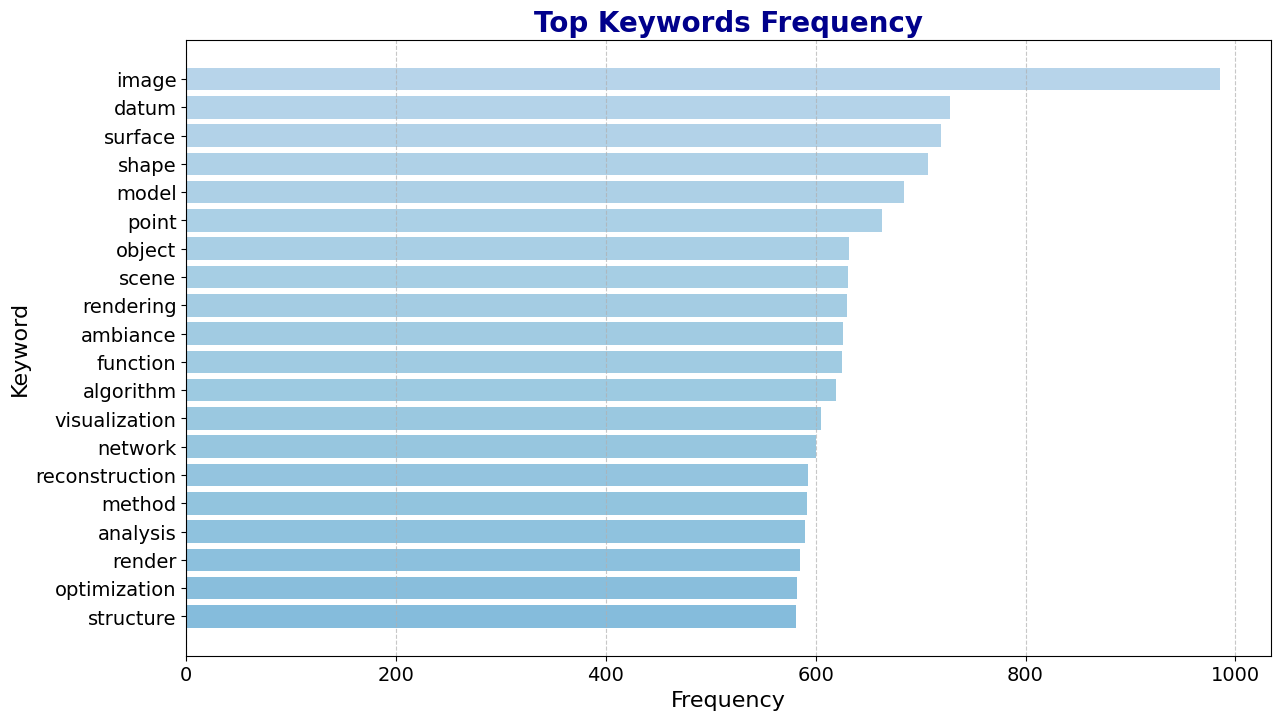 Top Keywords Frequency
Keyword
image
datum
surface
shape
model
point
object
scene
rendering
ambiance
function
algorithm
visualization
network
reconstruction
method
analysis
render
optimization
structure
0 200 400 600 800 1000
Frequency